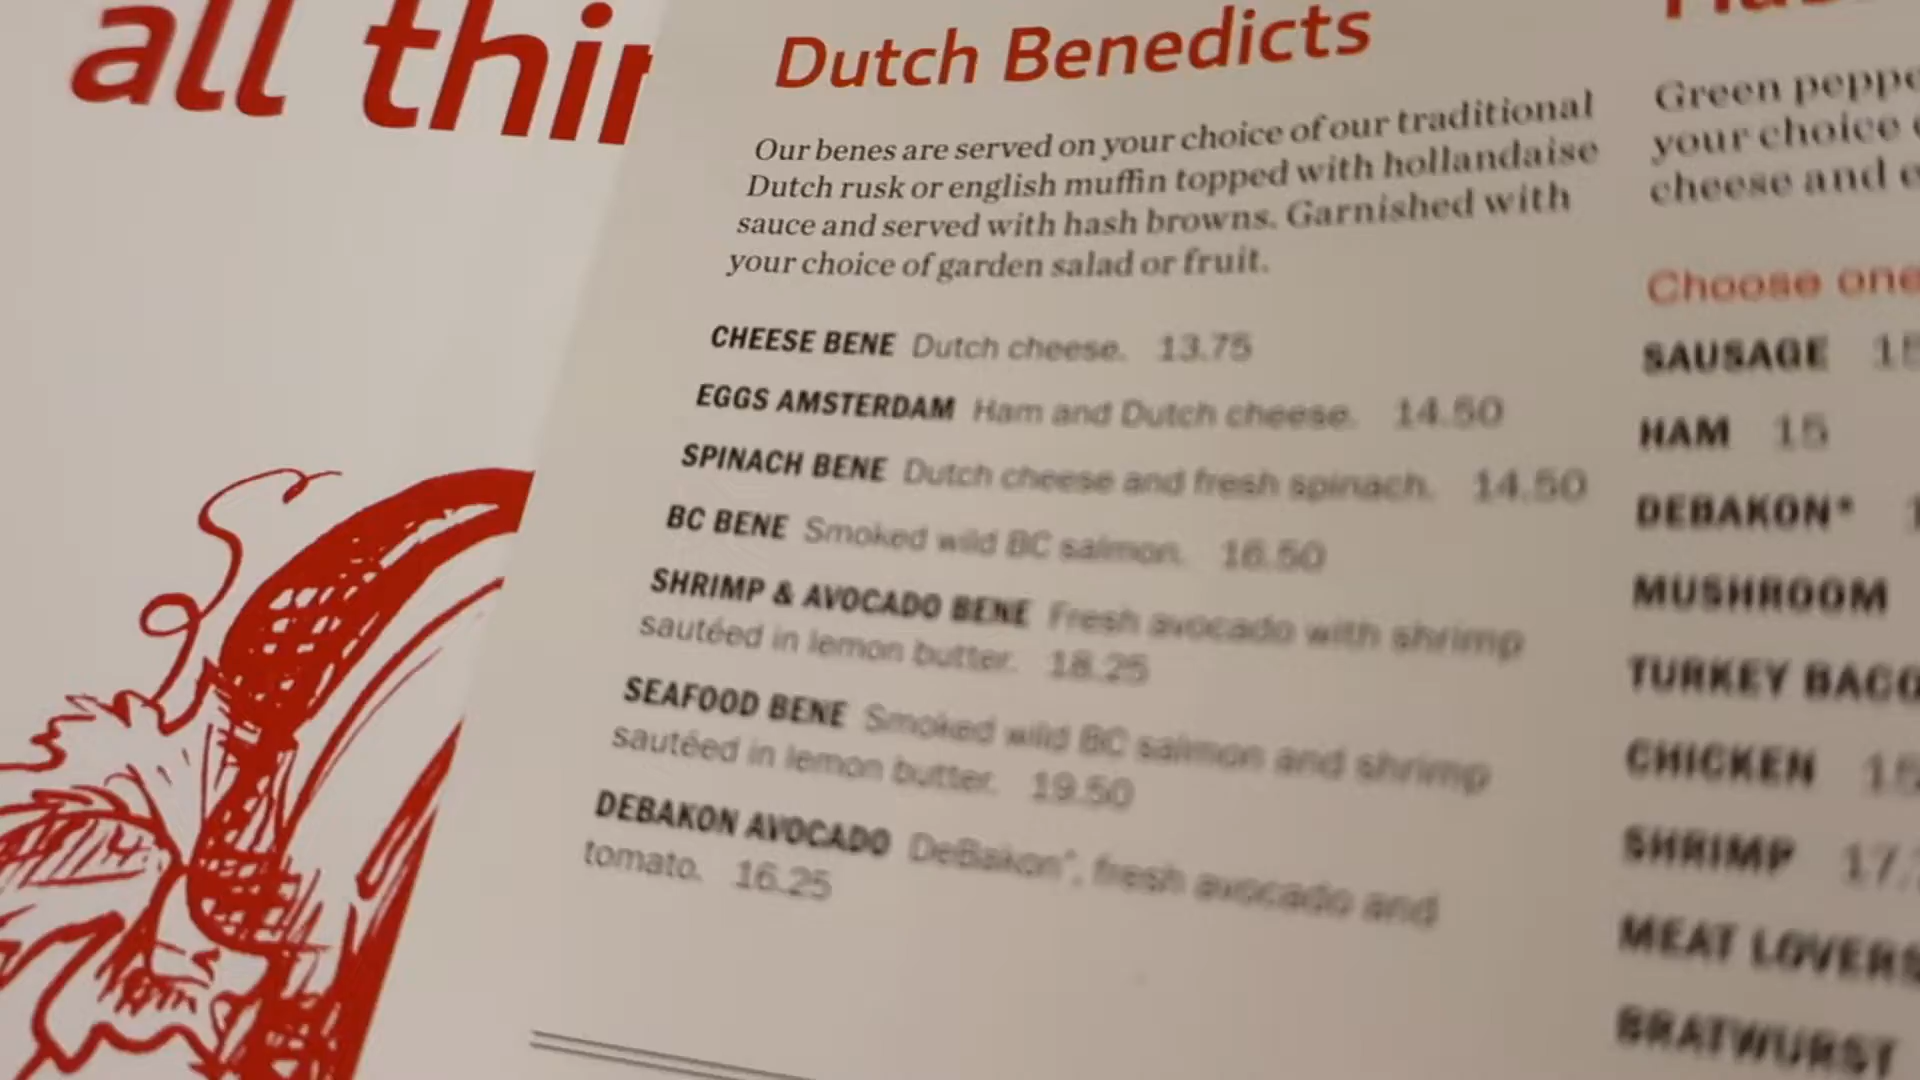 all thin
Dutch Benedicts
Our benes are served on your choice of our traditional
Dutch rusk or english muffin topped with hollandaise
sauce and served with hash browns. Garnished with
your choice of garden salad or fruit.
CHEESE BENE Dutch cheese. 13.75
EGGS AMSTERDAM Ham and Dutch cheese. 14.50
SPINACH BENE Dutch cheese and fresh spinach. 14.50
BC BENE Smoked wild BC salmon. 16.50
SHRIMP & AVOCADO BENE Fresh avocado with shrimp
sautéed in lemon butter. 18.25
SEAFOOD BENE Smoked wild BC salmon and shrimp
sautéed in lemon butter. 19.50
DEBAKON AVOCADO DeBakon*, fresh avocado and
tomato. 16.25
Green peppe
your choice
cheese and
Choose one
SAUSAGE
HAM 15
DEBAKON*
MUSHROOM
TURKEY BACO
CHICKEN
SHRIMP 17.
MEAT LOVERS
BRATWURST